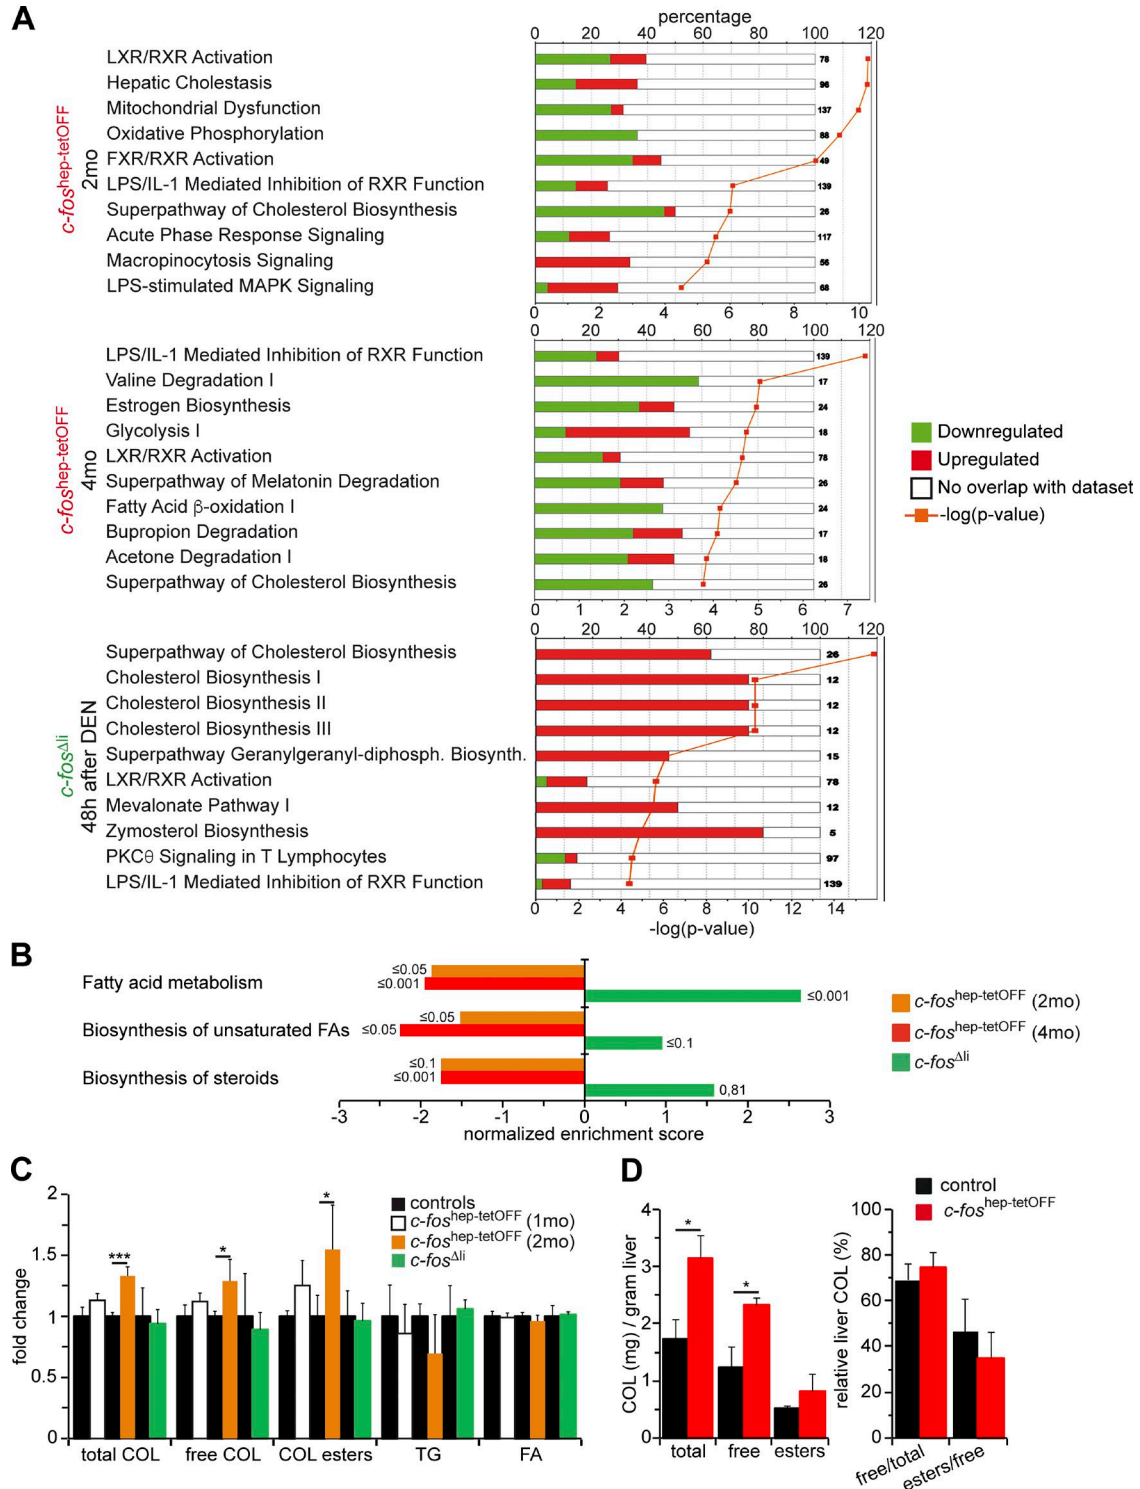 A
percentage
0 20 40 60 80 100 120
c-fos hep-tetOFF
2mo
LXR/RXR Activation 78
Hepatic Cholestasis 96
Mitochondrial Dysfunction 137
Oxidative Phosphorylation 88
FXR/RXR Activation 49
LPS/IL-1 Mediated Inhibition of RXR Function 139
Superpathway of Cholesterol Biosynthesis 26
Acute Phase Response Signaling 117
Macropinocytosis Signaling 56
LPS-stimulated MAPK Signaling 68
0 2 4 6 8 10
0 20 40 60 80 100 120
c-fos hep-tetOFF
4mo
LPS/IL-1 Mediated Inhibition of RXR Function 139
Valine Degradation I 17
Estrogen Biosynthesis 24
Glycolysis I 18
LXR/RXR Activation 78
Superpathway of Melatonin Degradation 26
Fatty Acid β-oxidation I 24
Bupropion Degradation 17
Acetone Degradation I 18
Superpathway of Cholesterol Biosynthesis 26
0 1 2 3 4 5 6 7
Downregulated
Upregulated
No overlap with dataset
-log(p-value)
0 20 40 60 80 100 120
c-fos Δli
48h after DEN
Superpathway of Cholesterol Biosynthesis 26
Cholesterol Biosynthesis I 12
Cholesterol Biosynthesis II 12
Cholesterol Biosynthesis III 12
Superpathway Geranylgeranyl-diphosph. Biosynth. 15
LXR/RXR Activation 78
Mevalonate Pathway I 12
Zymosterol Biosynthesis 5
PKCθ Signaling in T Lymphocytes 97
LPS/IL-1 Mediated Inhibition of RXR Function 139
0 2 4 6 8 10 12 14
-log(p-value)
B
Fatty acid metabolism
≤0.05
≤0.001
≤0.001
Biosynthesis of unsaturated FAs
≤0.05
≤0.05
≤0.1
Biosynthesis of steroids
≤0.1
≤0.001
0,81
-3 -2 -1 0 1 2 3
normalized enrichment score
c-fos hep-tetOFF (2mo)
c-fos hep-tetOFF (4mo)
c-fos Δli
C
fold change
2
1.5
1
0.5
0
***
*
*
controls
c-fos hep-tetOFF (1mo)
c-fos hep-tetOFF (2mo)
c-fos Δli
total COL free COL COL esters TG FA
D
control
c-fos hep-tetOFF
COL (mg) / gram liver
4
3
2
1
0
*
*
total free esters
relative liver COL (%)
100
80
60
40
20
0
free/total
esters/free